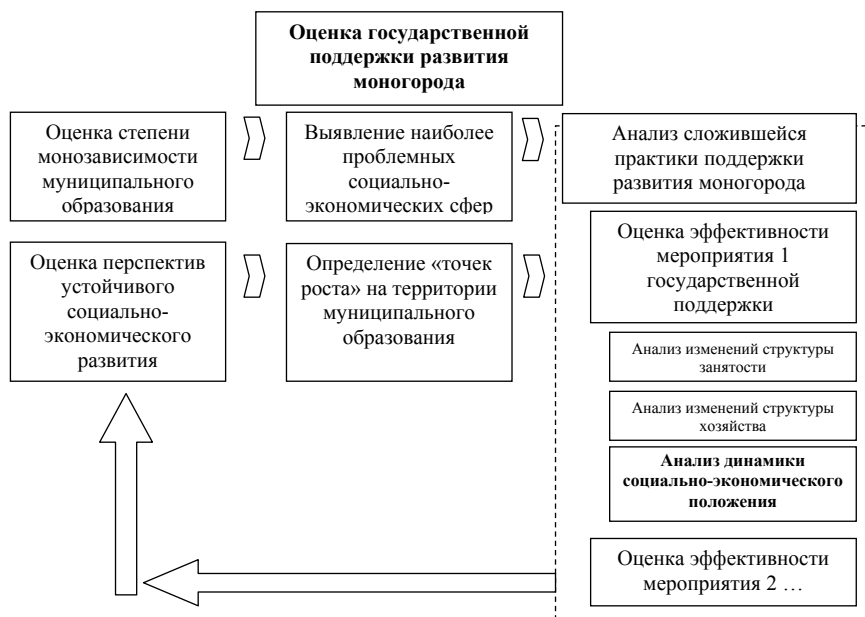 Оценка государственной
поддержки развития
моногорода
Оценка степени
монозависимости
муниципального
образования
Выявление наиболее
проблемных
социально-
экономических сфер
Анализ сложившейся
практики поддержки
развития моногорода
Оценка перспектив
устойчивого
социально-
экономического
развития
Определение «точек
роста» на территории
муниципального
образования
Оценка эффективности
мероприятия 1
государственной
поддержки
Анализ изменений структуры
занятости
Анализ изменений структуры
хозяйства
Анализ динамики
социально-экономического
положения
Оценка эффективности
мероприятия 2 …